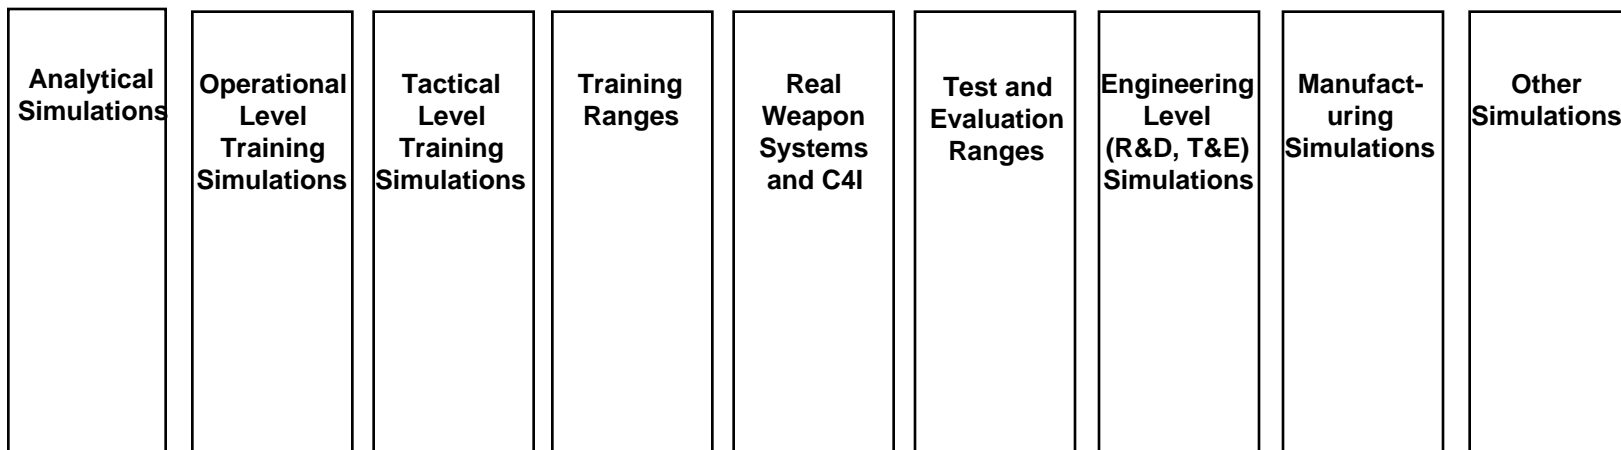 Analytical
Simulations
Operational
Level
Training
Simulations
Tactical
Level
Training
Simulations
Training
Ranges
Real
Weapon
Systems
and C4I
Test and
Evaluation
Ranges
Engineering
Level
(R&D, T&E)
Simulations
Manufact-
uring
Simulations
Other
Simulations